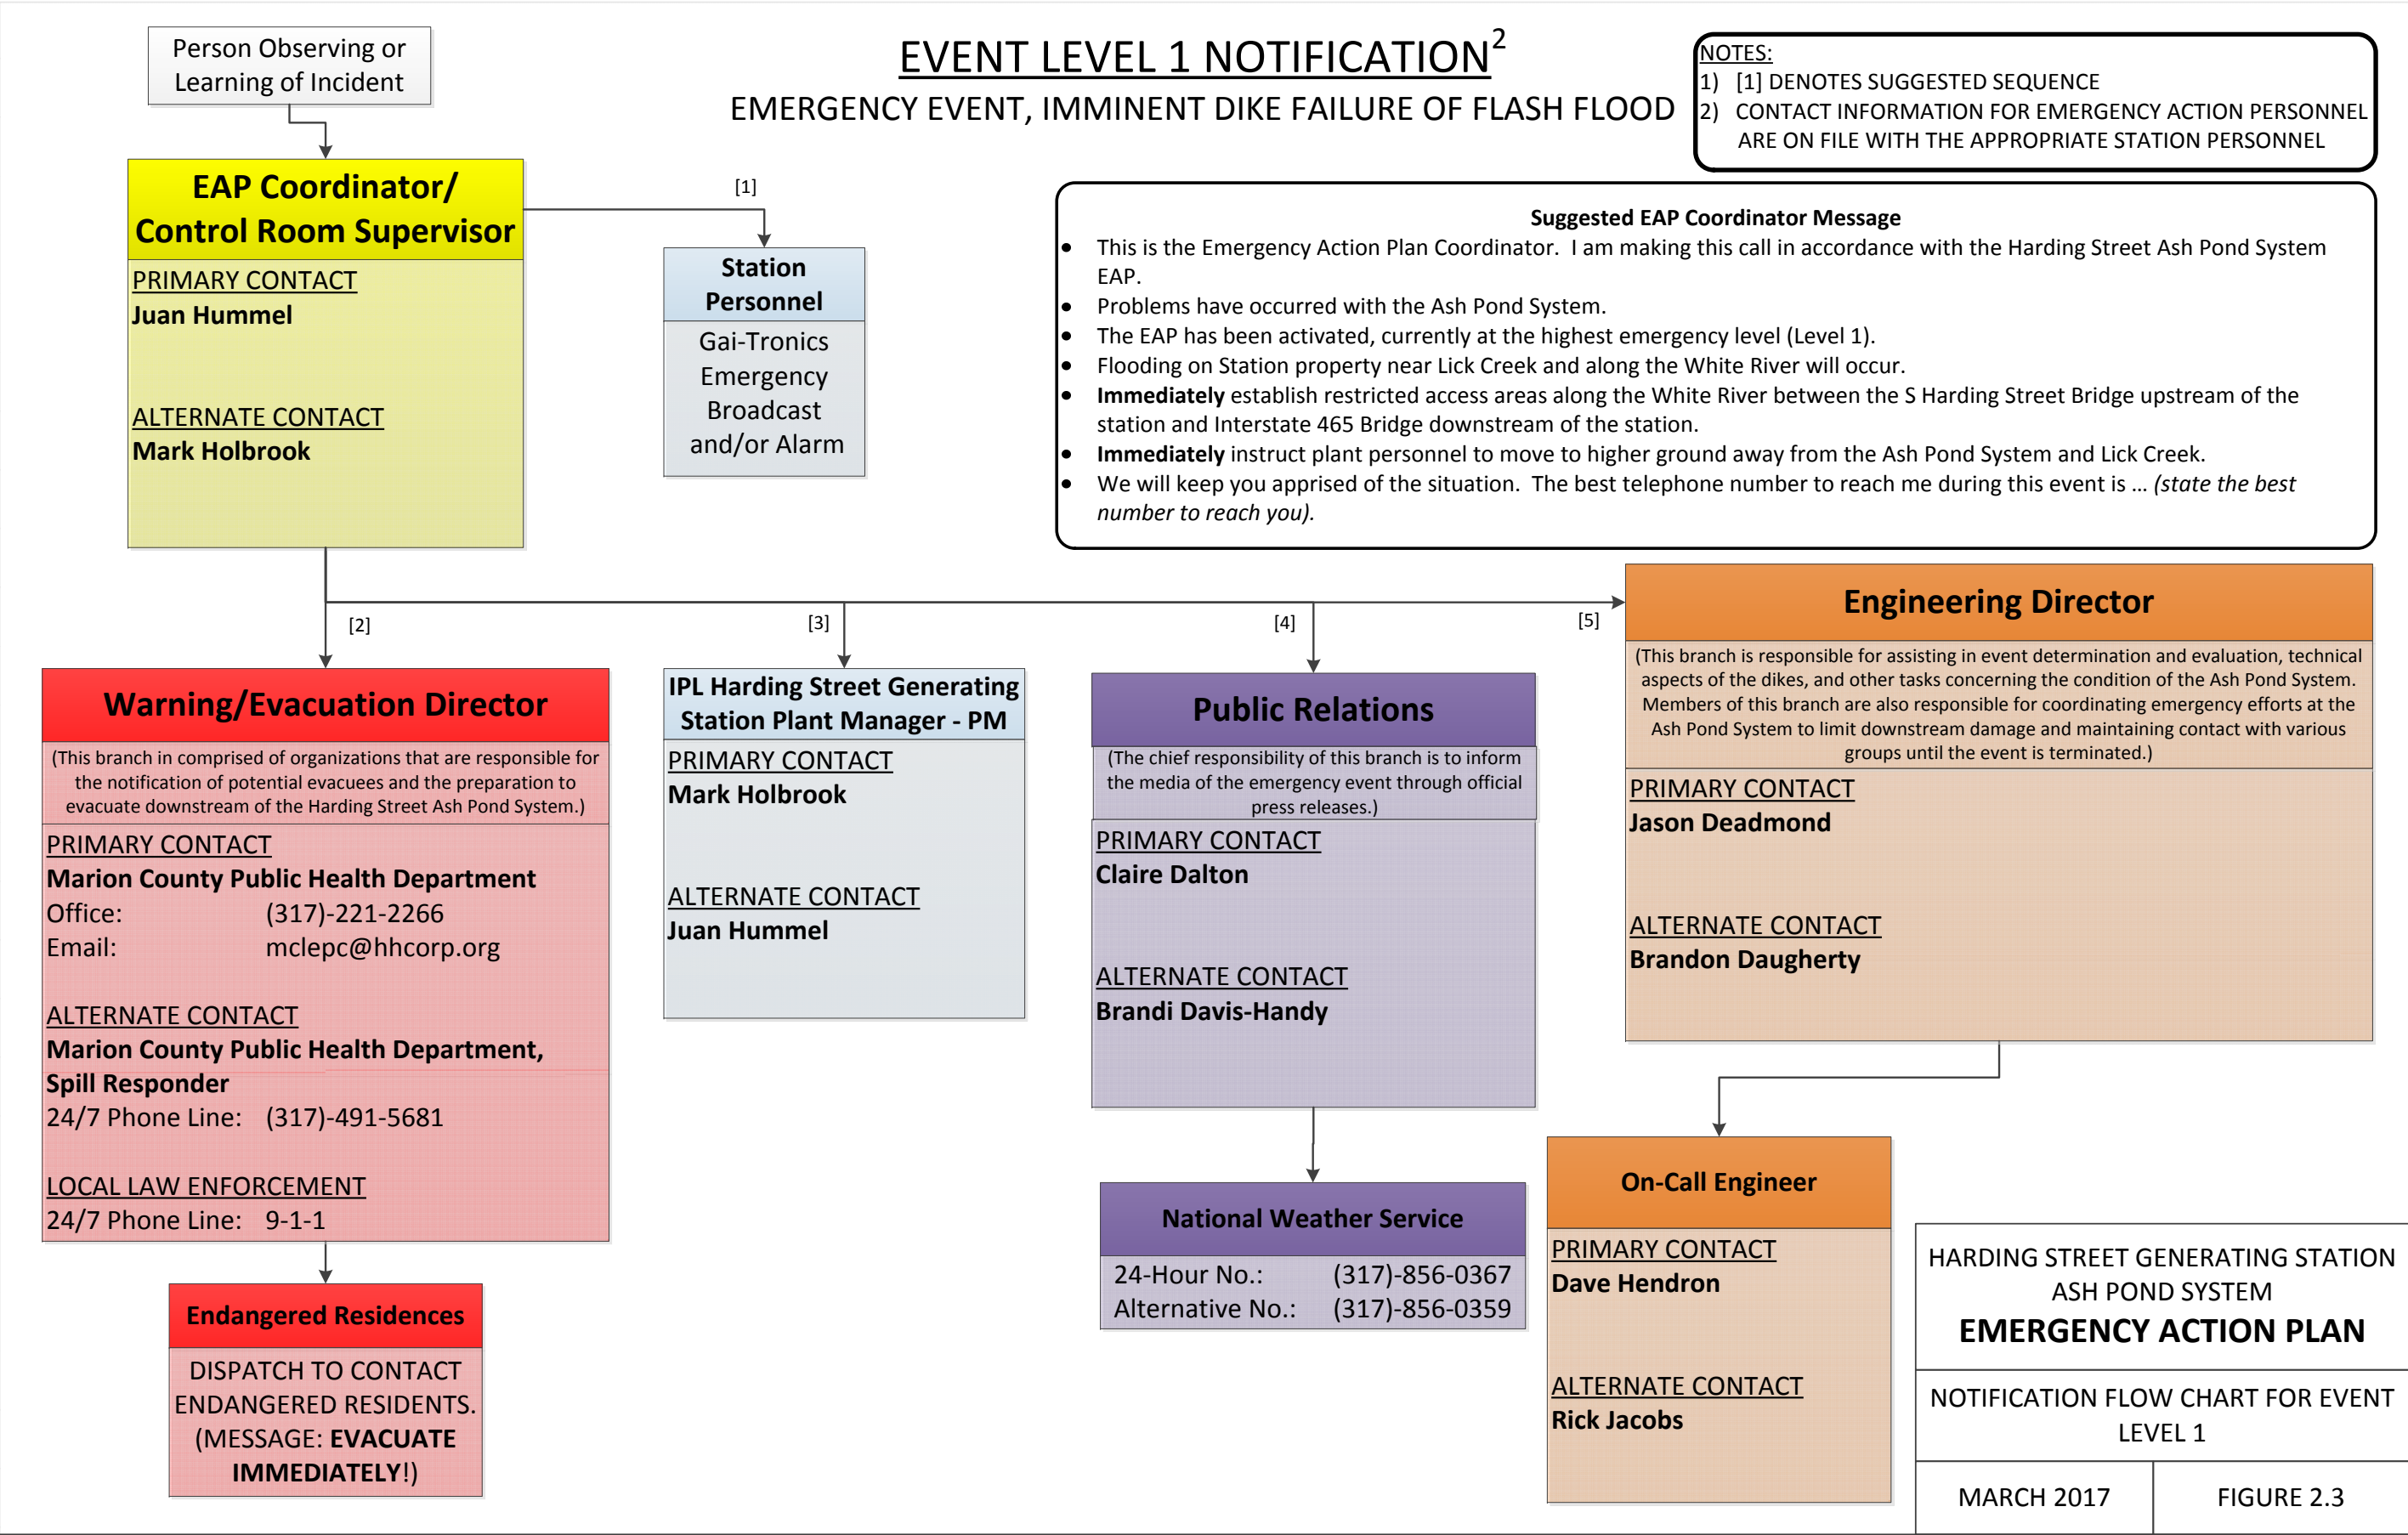 Person Observing or
Learning of Incident
EVENT LEVEL 1 NOTIFICATION2
EMERGENCY EVENT, IMMINENT DIKE FAILURE OF FLASH FLOOD
NOTES:
1) [1] DENOTES SUGGESTED SEQUENCE
2) CONTACT INFORMATION FOR EMERGENCY ACTION PERSONNEL
ARE ON FILE WITH THE APPROPRIATE STATION PERSONNEL
EAP Coordinator/
Control Room Supervisor
PRIMARY CONTACT
Juan Hummel
ALTERNATE CONTACT
Mark Holbrook
[1]
Station
Personnel
Gai-Tronics
Emergency
Broadcast
and/or Alarm
Suggested EAP Coordinator Message
• This is the Emergency Action Plan Coordinator. I am making this call in accordance with the Harding Street Ash Pond System
EAP.
• Problems have occurred with the Ash Pond System.
• The EAP has been activated, currently at the highest emergency level (Level 1).
• Flooding on Station property near Lick Creek and along the White River will occur.
• Immediately establish restricted access areas along the White River between the S Harding Street Bridge upstream of the
station and Interstate 465 Bridge downstream of the station.
• Immediately instruct plant personnel to move to higher ground away from the Ash Pond System and Lick Creek.
• We will keep you apprised of the situation. The best telephone number to reach me during this event is … (state the best
number to reach you).
[2]
[3]
[4]
[5]
Warning/Evacuation Director
(This branch in comprised of organizations that are responsible for
the notification of potential evacuees and the preparation to
evacuate downstream of the Harding Street Ash Pond System.)
PRIMARY CONTACT
Marion County Public Health Department
Office: (317)-221-2266
Email: mclepc@hhcorp.org
ALTERNATE CONTACT
Marion County Public Health Department,
Spill Responder
24/7 Phone Line: (317)-491-5681
LOCAL LAW ENFORCEMENT
24/7 Phone Line: 9-1-1
Endangered Residences
DISPATCH TO CONTACT
ENDANGERED RESIDENTS.
(MESSAGE: EVACUATE
IMMEDIATELY!)
IPL Harding Street Generating
Station Plant Manager - PM
PRIMARY CONTACT
Mark Holbrook
ALTERNATE CONTACT
Juan Hummel
Public Relations
(The chief responsibility of this branch is to inform
the media of the emergency event through official
press releases.)
PRIMARY CONTACT
Claire Dalton
ALTERNATE CONTACT
Brandi Davis-Handy
National Weather Service
24-Hour No.: (317)-856-0367
Alternative No.: (317)-856-0359
Engineering Director
(This branch is responsible for assisting in event determination and evaluation, technical
aspects of the dikes, and other tasks concerning the condition of the Ash Pond System.
Members of this branch are also responsible for coordinating emergency efforts at the
Ash Pond System to limit downstream damage and maintaining contact with various
groups until the event is terminated.)
PRIMARY CONTACT
Jason Deadmond
ALTERNATE CONTACT
Brandon Daugherty
On-Call Engineer
PRIMARY CONTACT
Dave Hendron
ALTERNATE CONTACT
Rick Jacobs
HARDING STREET GENERATING STATION
ASH POND SYSTEM
EMERGENCY ACTION PLAN
NOTIFICATION FLOW CHART FOR EVENT
LEVEL 1
MARCH 2017
FIGURE 2.3